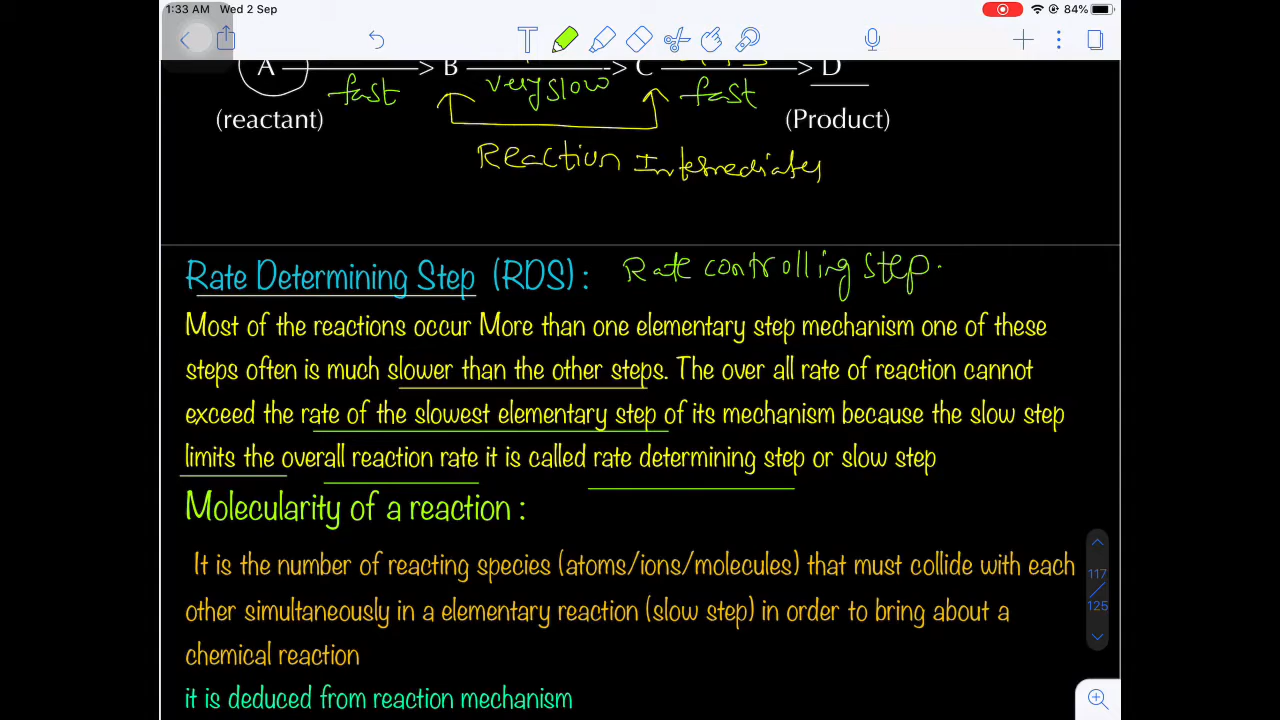 1:33 AM Wed 2 Sep 84%
T
A > B > C > D
fast very slow fast
(reactant) (Product)
Reaction Intermediates
Rate Determining Step (RDS) : Rate controlling step.
Most of the reactions occur More than one elementary step mechanism one of these
steps often is much slower than the other steps. The over all rate of reaction cannot
exceed the rate of the slowest elementary step of its mechanism because the slow step
limits the overall reaction rate it is called rate determining step or slow step
Molecularity of a reaction :
It is the number of reacting species (atoms/ions/molecules) that must collide with each
other simultaneously in a elementary reaction (slow step) in order to bring about a
chemical reaction
it is deduced from reaction mechanism
117
/
125